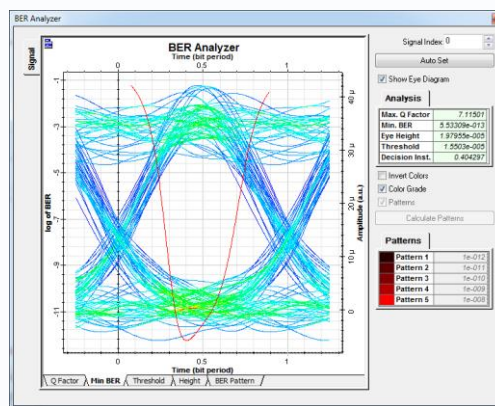 BER Analyzer
Signal
BER Analyzer
Time (bit period)
0 0.5 1
log of BER
-1
-3
-5
-7
-9
-11
Amplitude (a.u.)
40 µ
30 µ
20 µ
10 µ
0
0 0.5 1
Time (bit period)
Q Factor Min BER Threshold Height BER Pattern
Signal Index: 0
Auto Set
Show Eye Diagram
Analysis
Max. Q Factor 7.11501
Min. BER 5.53309e-013
Eye Height 1.97955e-005
Threshold 1.5503e-005
Decision Inst. 0.404297
Invert Colors
Color Grade
Patterns
Calculate Patterns
Patterns
Pattern 1 1e-012
Pattern 2 1e-011
Pattern 3 1e-010
Pattern 4 1e-009
Pattern 5 1e-008